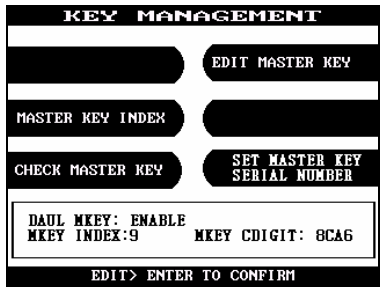 KEY MANAGEMENT
EDIT MASTER KEY
MASTER KEY INDEX
CHECK MASTER KEY
SET MASTER KEY
SERIAL NUMBER
DAUL MKEY: ENABLE
MKEY INDEX:9 MKEY CDIGIT: 8CA6
EDIT> ENTER TO CONFIRM